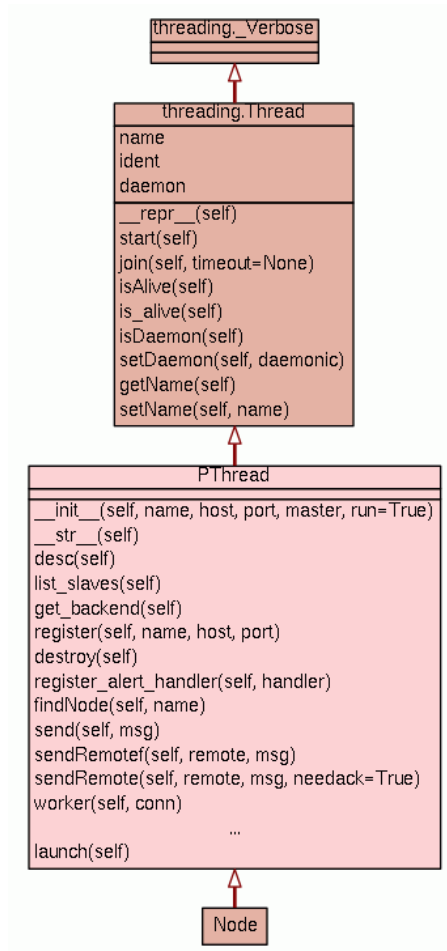 threading._Verbose
threading.Thread
name
ident
daemon
__repr__(self)
start(self)
join(self, timeout=None)
isAlive(self)
is_alive(self)
isDaemon(self)
setDaemon(self, daemonic)
getName(self)
setName(self, name)
PThread
__init__(self, name, host, port, master, run=True)
__str__(self)
desc(self)
list_slaves(self)
get_backend(self)
register(self, name, host, port)
destroy(self)
register_alert_handler(self, handler)
findNode(self, name)
send(self, msg)
sendRemotef(self, remote, msg)
sendRemote(self, remote, msg, needack=True)
worker(self, conn)
...
launch(self)
Node